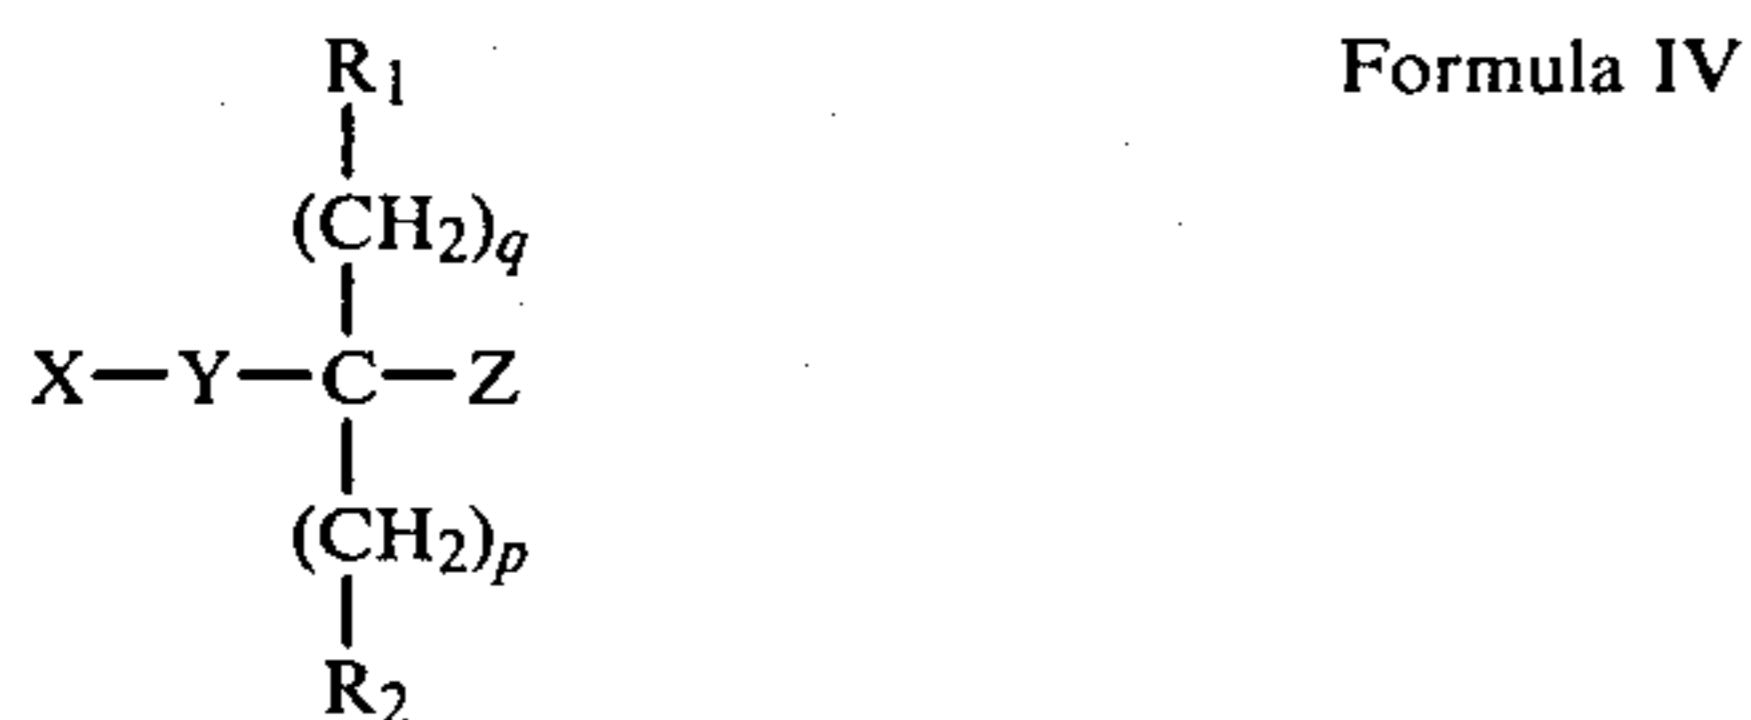 R1 Formula IV
(CH2)q
X—Y—C—Z
(CH2)p
R2